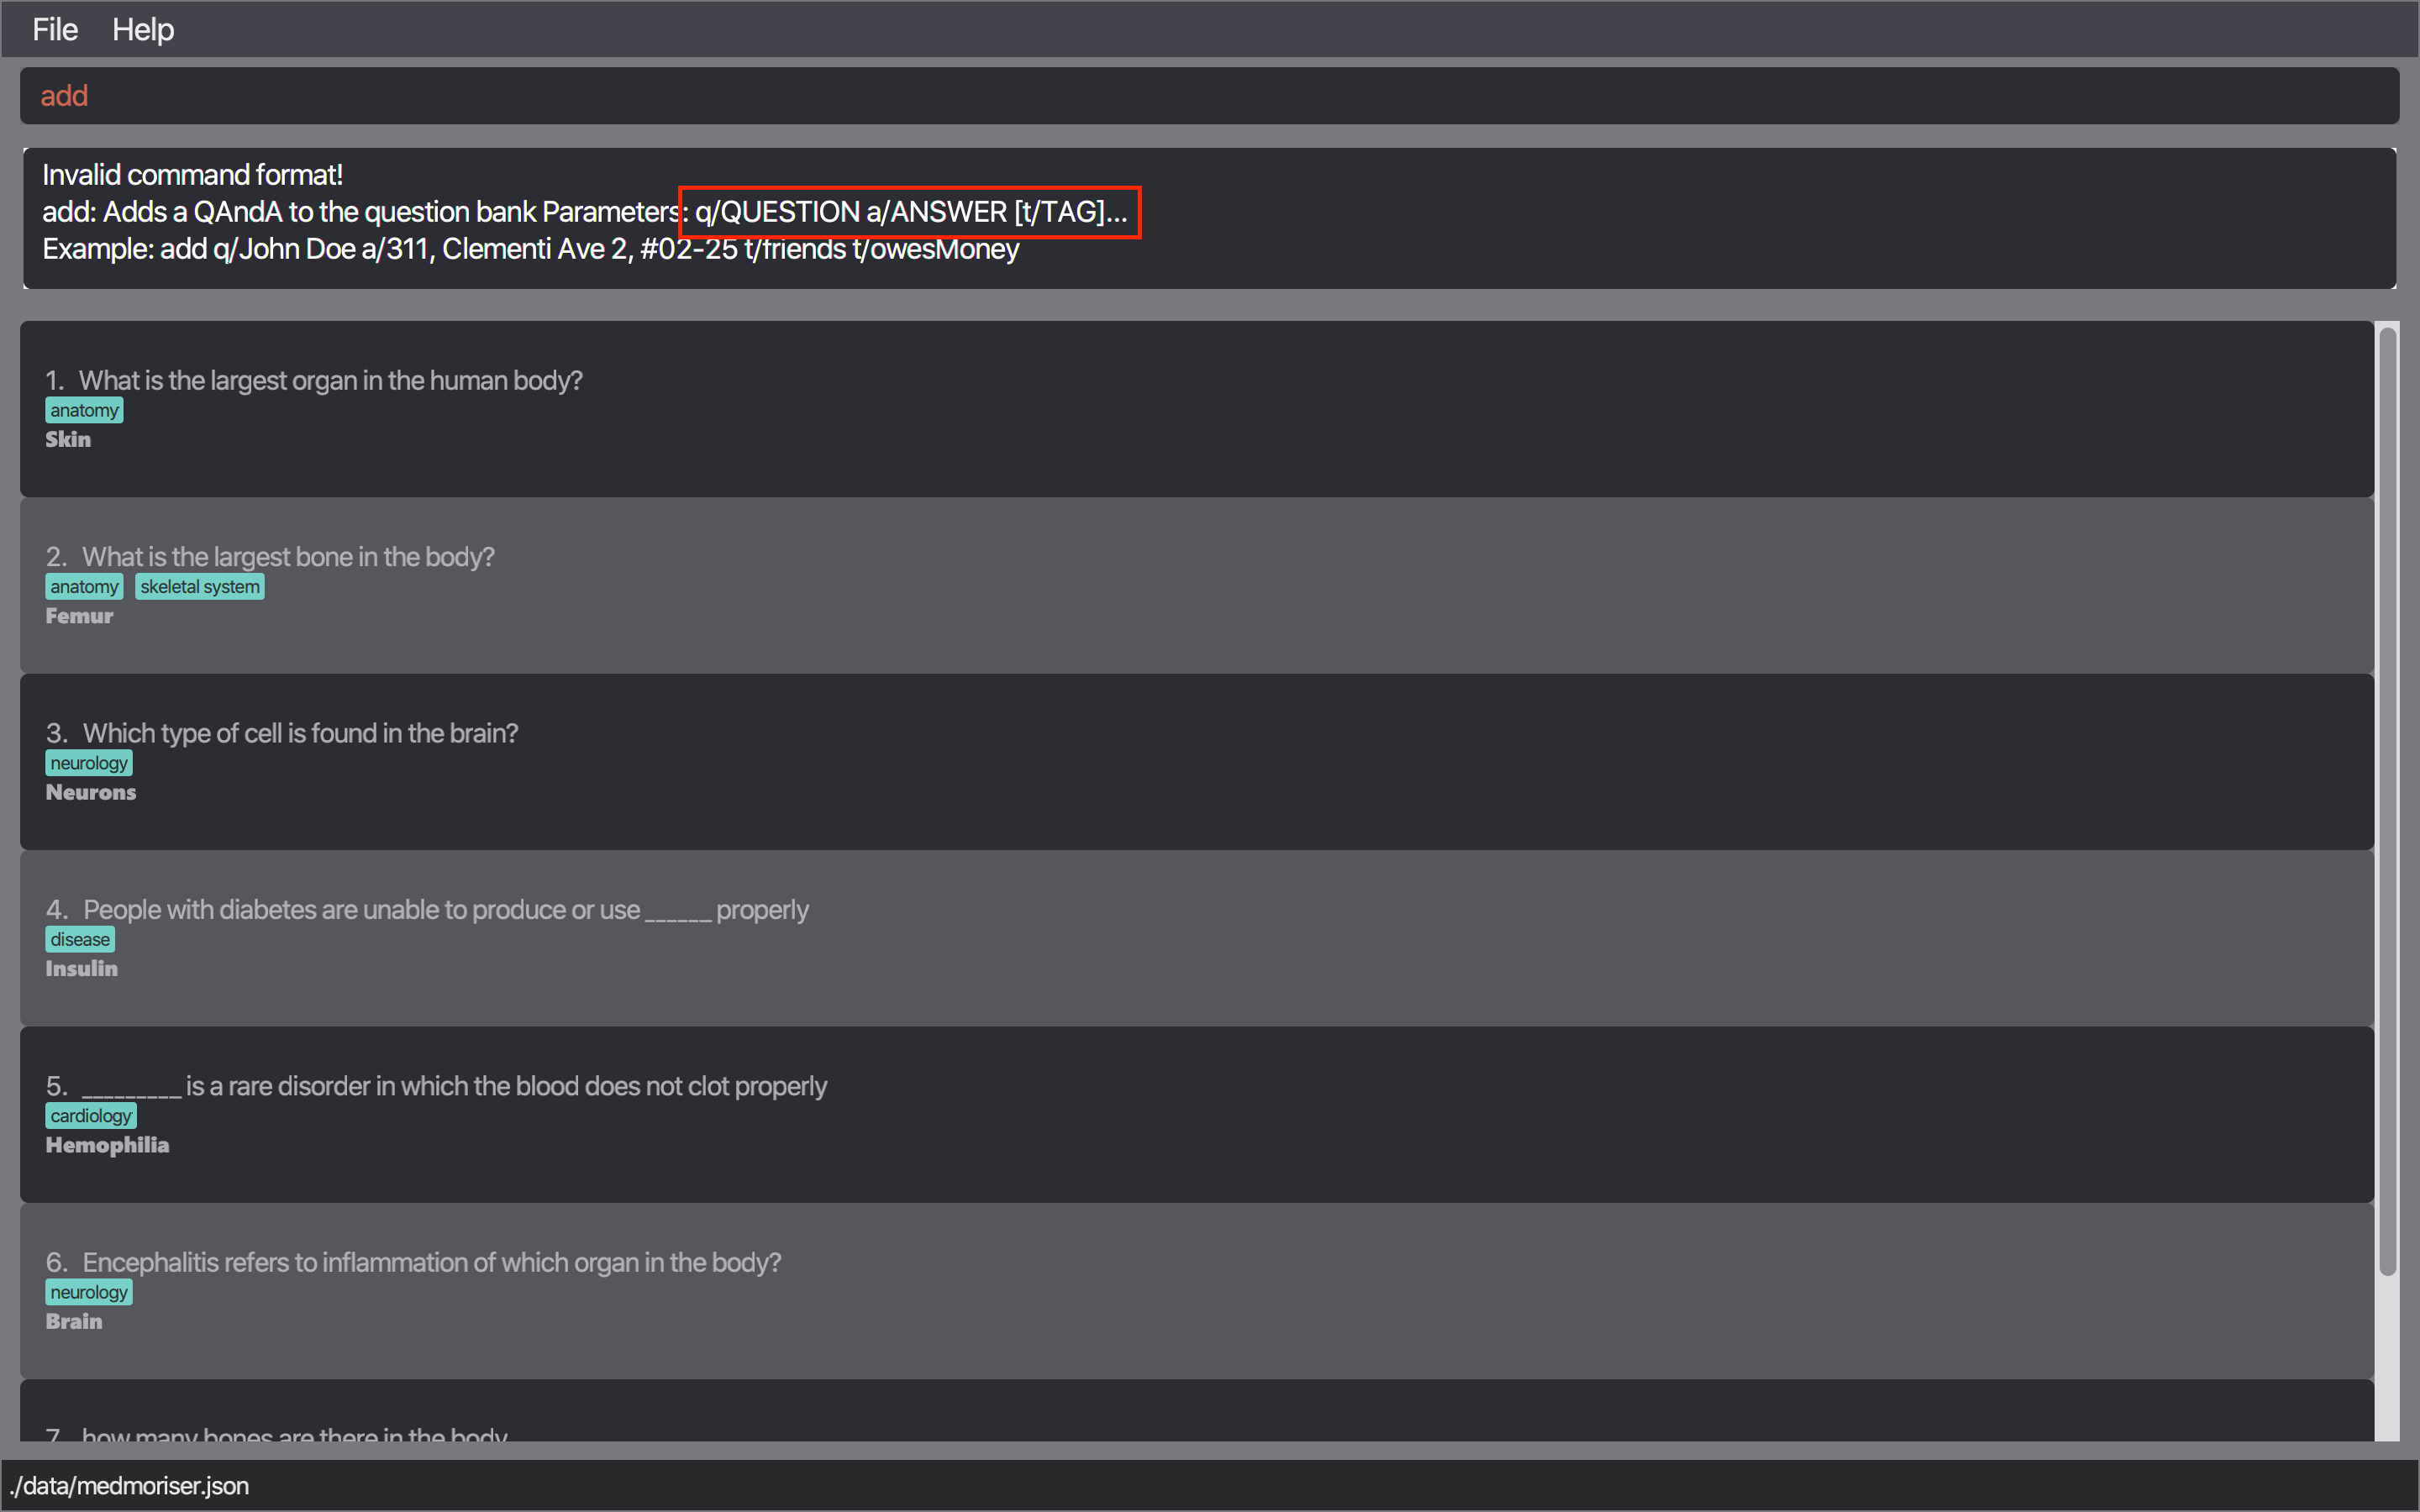 File Help
add
Invalid command format!
add: Adds a QAndA to the question bank Parameters: q/QUESTION a/ANSWER [t/TAG]...
Example: add q/John Doe a/311, Clementi Ave 2, #02-25 t/friends t/owesMoney
1. What is the largest organ in the human body?
anatomy
Skin
2. What is the largest bone in the body?
anatomy skeletal system
Femur
3. Which type of cell is found in the brain?
neurology
Neurons
4. People with diabetes are unable to produce or use ______ properly
disease
Insulin
5. _________ is a rare disorder in which the blood does not clot properly
cardiology
Hemophilia
6. Encephalitis refers to inflammation of which organ in the body?
neurology
Brain
7. how many bones are there in the body
./data/medmoriser.json